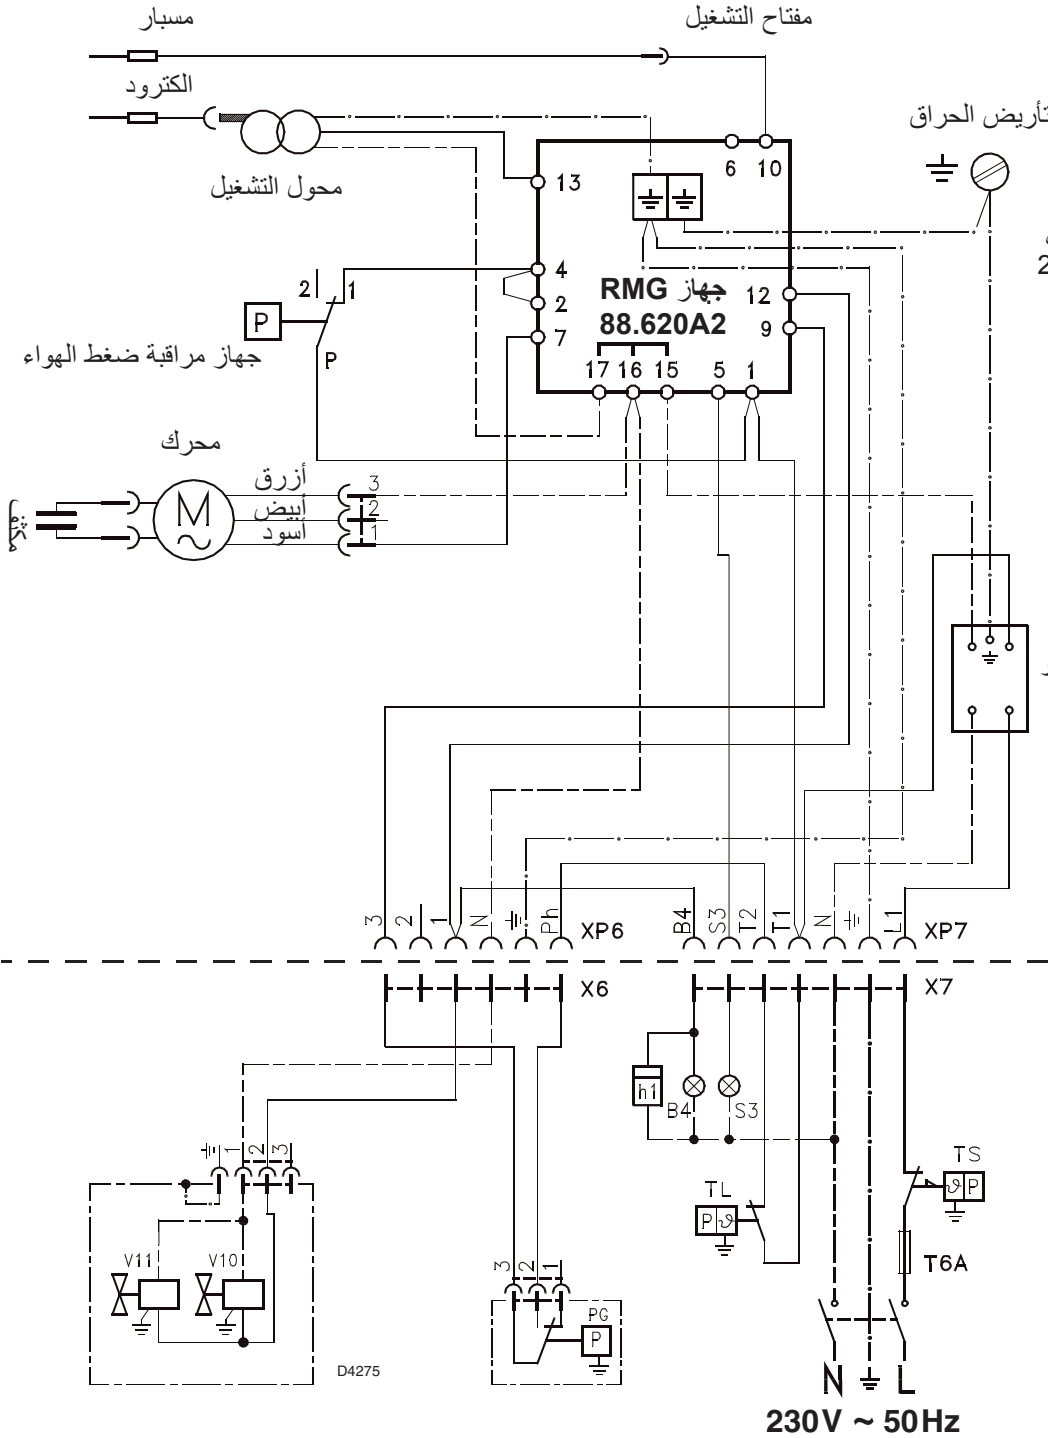 مسبار
مفتاح التشغيل
الكترود
تأريض الحراق
محول التشغيل
6 10
13
4
2
7
جهاز RMG
88.620A2
12
9
17 16 15 5 1
2 1
P
P
جهاز مراقبة ضغط الهواء
2
محرك
M
أزرق
أبيض
أسود
3
2
1
مكثف
3 2 1 N Ph
XP6
B4 S3 T2 T1 N L1
XP7
X6
X7
h1
B4
S3
TL
P ϑ
TS
ϑ P
T6A
1 2 3
V11
V10
3 2 1
PG
P
D4275
N L
230V ~ 50Hz